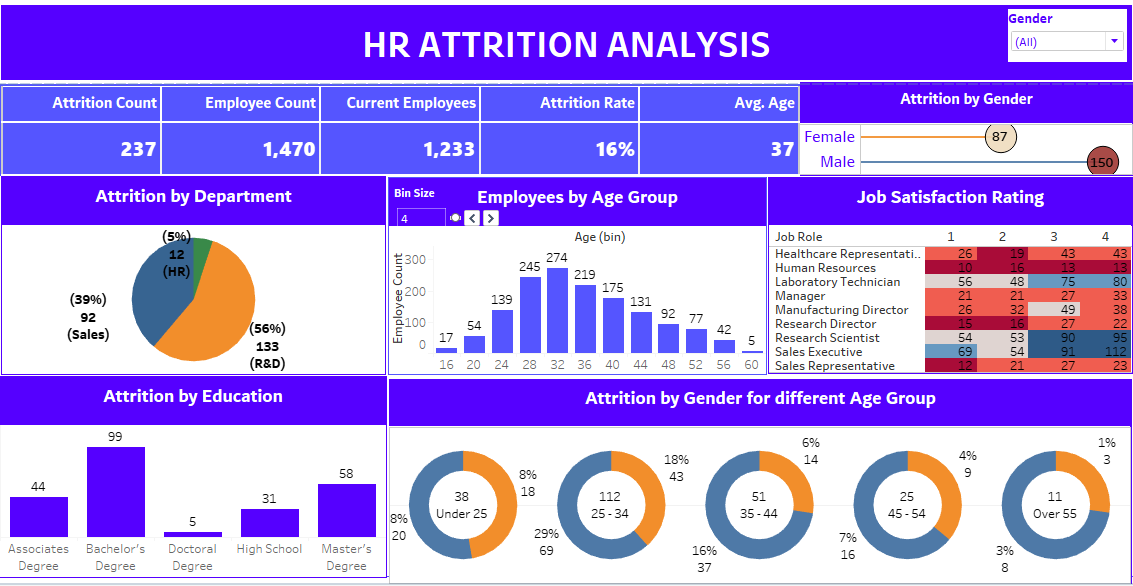 HR ATTRITION ANALYSIS
Gender
(All)
Attrition Count
Employee Count
Current Employees
Attrition Rate
Avg. Age
237
1,470
1,233
16%
37
Attrition by Gender
Female
87
Male
150
Attrition by Department
(5%)
12
(HR)
(39%)
92
(Sales)
(56%)
133
(R&D)
Bin Size
4
Employees by Age Group
Age (bin)
Employee Count
300
200
100
0
17 54 139 245 274 219 175 131 92 77 42 5
16 20 24 28 32 36 40 44 48 52 56 60
Job Satisfaction Rating
Job Role 1 2 3 4
Healthcare Representati.. 26 19 43 43
Human Resources 10 16 13 13
Laboratory Technician 56 48 75 80
Manager 21 21 27 33
Manufacturing Director 26 32 49 38
Research Director 15 16 27 22
Research Scientist 54 53 90 95
Sales Executive 69 54 91 112
Sales Representative 12 21 27 23
Attrition by Education
44
99
5
31
58
Associates
Degree
Bachelor's
Degree
Doctoral
Degree
High School
Master's
Degree
Attrition by Gender for different Age Group
38
Under 25
8%
18
8%
20
112
25 - 34
18%
43
29%
69
51
35 - 44
6%
14
16%
37
25
45 - 54
4%
9
7%
16
11
Over 55
1%
3
3%
8